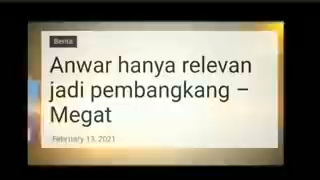 Berita
Anwar hanya relevan
jadi pembangkang –
Megat
February 13, 2021